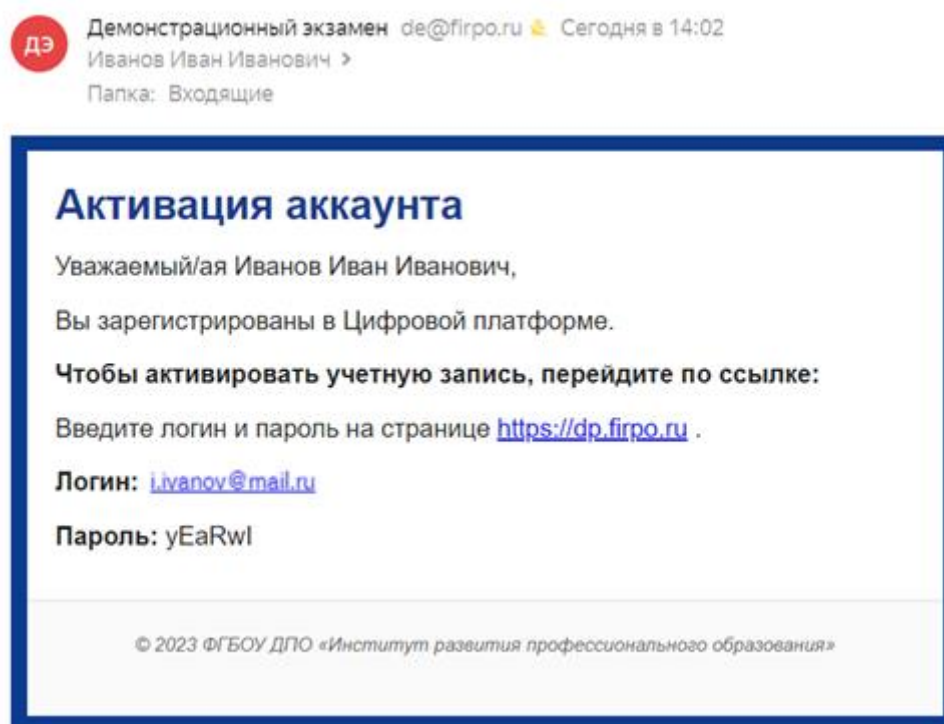 ДЭ
Демонстрационный экзамен de@firpo.ru Сегодня в 14:02
Иванов Иван Иванович >
Папка: Входящие
Активация аккаунта
Уважаемый/ая Иванов Иван Иванович,
Вы зарегистрированы в Цифровой платформе.
Чтобы активировать учетную запись, перейдите по ссылке:
Введите логин и пароль на странице https://dp.firpo.ru .
Логин: i.ivanov@mail.ru
Пароль: yEaRwI
© 2023 ФГБОУ ДПО «Институт развития профессионального образования»